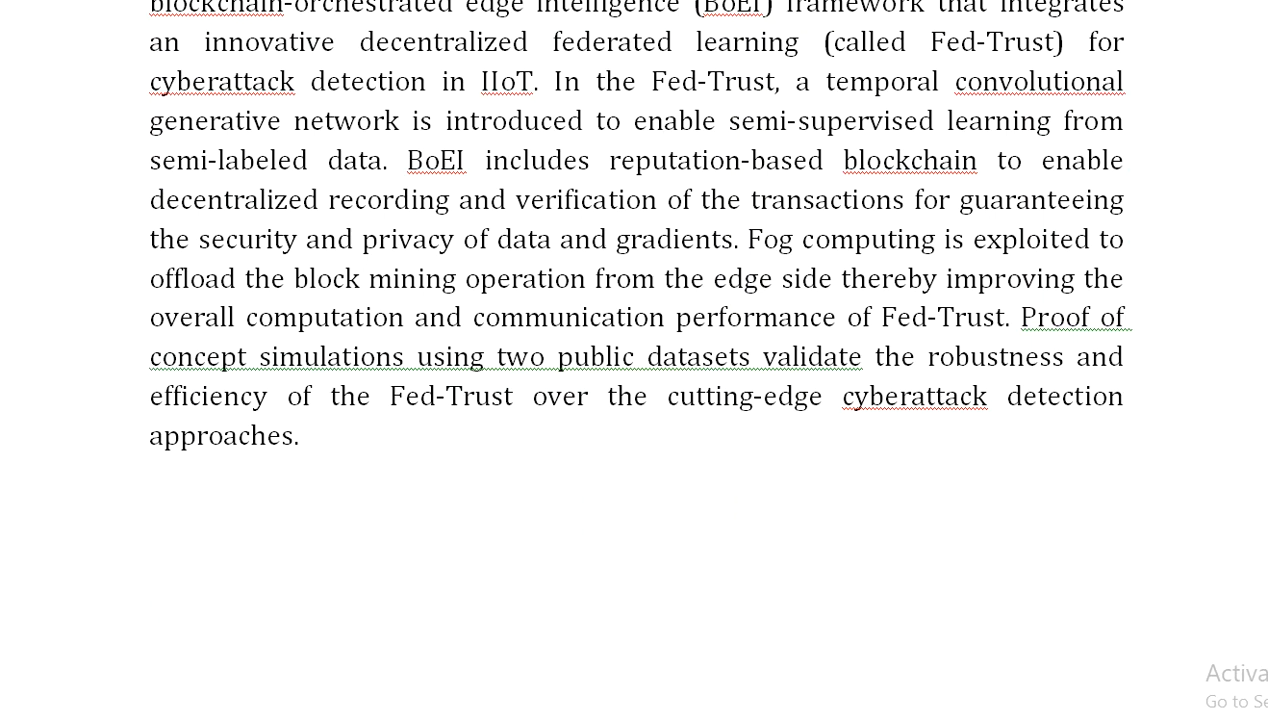 blockchain-orchestrated edge intelligence (BoEI) framework that integrates
an innovative decentralized federated learning (called Fed-Trust) for
cyberattack detection in IIoT. In the Fed-Trust, a temporal convolutional
generative network is introduced to enable semi-supervised learning from
semi-labeled data. BoEI includes reputation-based blockchain to enable
decentralized recording and verification of the transactions for guaranteeing
the security and privacy of data and gradients. Fog computing is exploited to
offload the block mining operation from the edge side thereby improving the
overall computation and communication performance of Fed-Trust. Proof of
concept simulations using two public datasets validate the robustness and
efficiency of the Fed-Trust over the cutting-edge cyberattack detection
approaches.
Activa
Go to Se